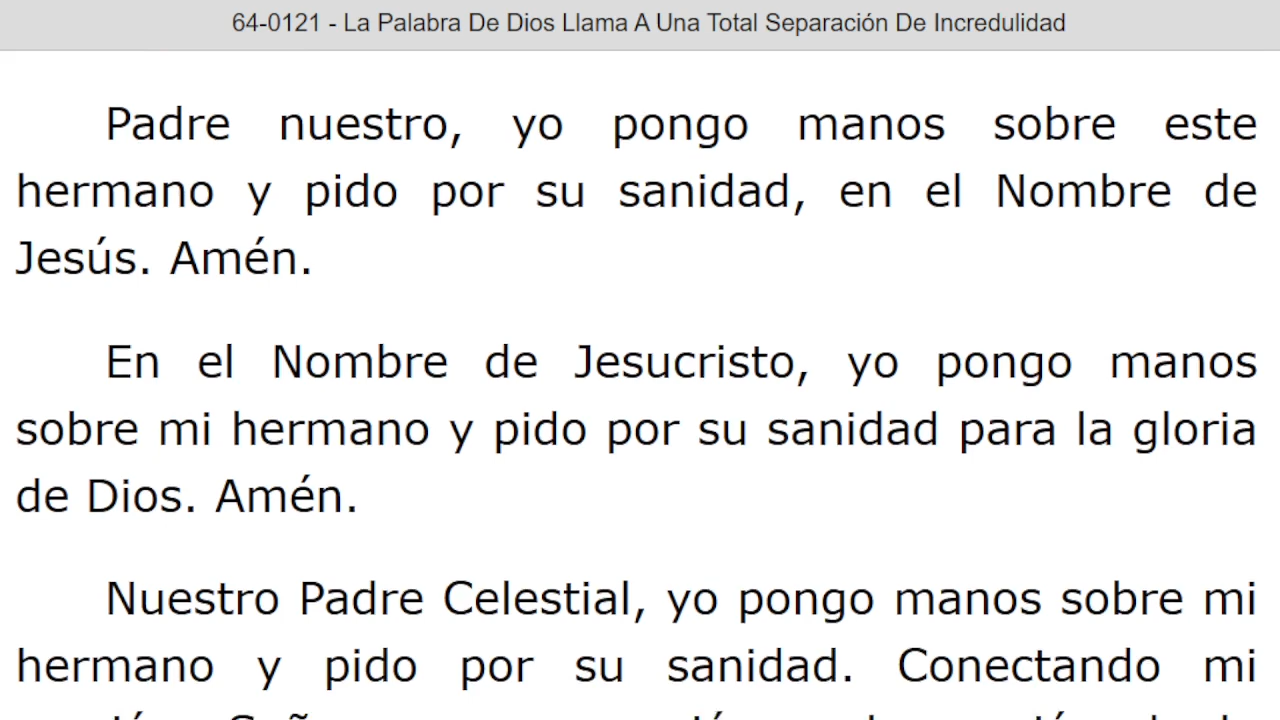 64-0121 - La Palabra De Dios Llama A Una Total Separación De Incredulidad
Padre nuestro, yo pongo manos sobre este
hermano y pido por su sanidad, en el Nombre de
Jesús. Amén.
En el Nombre de Jesucristo, yo pongo manos
sobre mi hermano y pido por su sanidad para la gloria
de Dios. Amén.
Nuestro Padre Celestial, yo pongo manos sobre mi
hermano y pido por su sanidad. Conectando mi